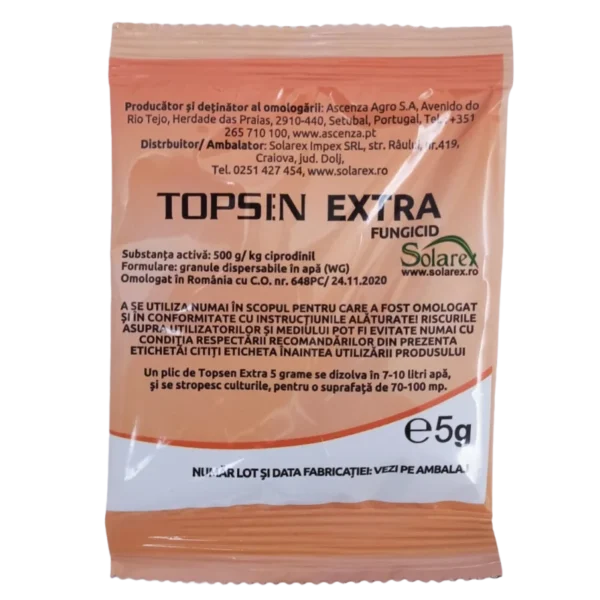 Producător și deținător al omologării: Ascenza Agro S.A, Avenido do
Rio Tejo, Herdade das Praias, 2910-440, Setubal, Portugal, Tel. +351
265 710 100, www.ascenza.pt
Distrbuitor/ Ambalator: Solarex Impex SRL, str. Râului, nr.419,
Craiova, jud. Dolj,
Tel. 0251 427 454, www.solarex.ro
TOPSIN EXTRA
FUNGICID
Solarex
www.solarex.ro
Substanța activă: 500 g/ kg ciprodinil
Formulare: granule dispersabile în apă (WG)
Omologat în România cu C.O. nr. 648PC/ 24.11.2020
A SE UTILIZA NUMAI ÎN SCOPUL PENTRU CARE A FOST OMOLOGAT
ȘI ÎN CONFORMITATE CU INSTRUCȚIUNILE ALĂTURATE! RISCURILE
ASUPRA UTILIZATORILOR ȘI MEDIULUI POT FI EVITATE NUMAI CU
CONDIȚIA RESPECTĂRII RECOMANDĂRILOR DIN PREZENTA
ETICHETĂ! CITIȚI ETICHETA ÎNAINTEA UTILIZĂRII PRODUSULUI
Un plic de Topsen Extra 5 grame se dizolva în 7-10 litri apă,
și se stropesc culturile, pentru o suprafață de 70-100 mp.
℮5g
NUMĂR LOT ȘI DATA FABRICAȚIEI: VEZI PE AMBALAJ